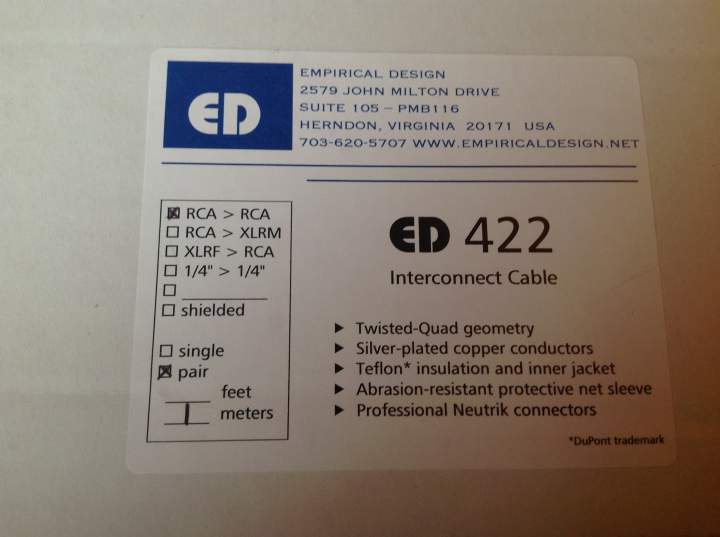 ED
EMPIRICAL DESIGN
2579 JOHN MILTON DRIVE
SUITE 105 – PMB116
HERNDON, VIRGINIA 20171 USA
703-620-5707 WWW.EMPIRICALDESIGN.NET
☒ RCA > RCA
☐ RCA > XLRM
☐ XLRF > RCA
☐ 1/4" > 1/4"
☐ __________
☐ shielded
☐ single
☒ pair
_____ feet
__1__ meters
ED 422
Interconnect Cable
▶ Twisted-Quad geometry
▶ Silver-plated copper conductors
▶ Teflon* insulation and inner jacket
▶ Abrasion-resistant protective net sleeve
▶ Professional Neutrik connectors
*DuPont trademark